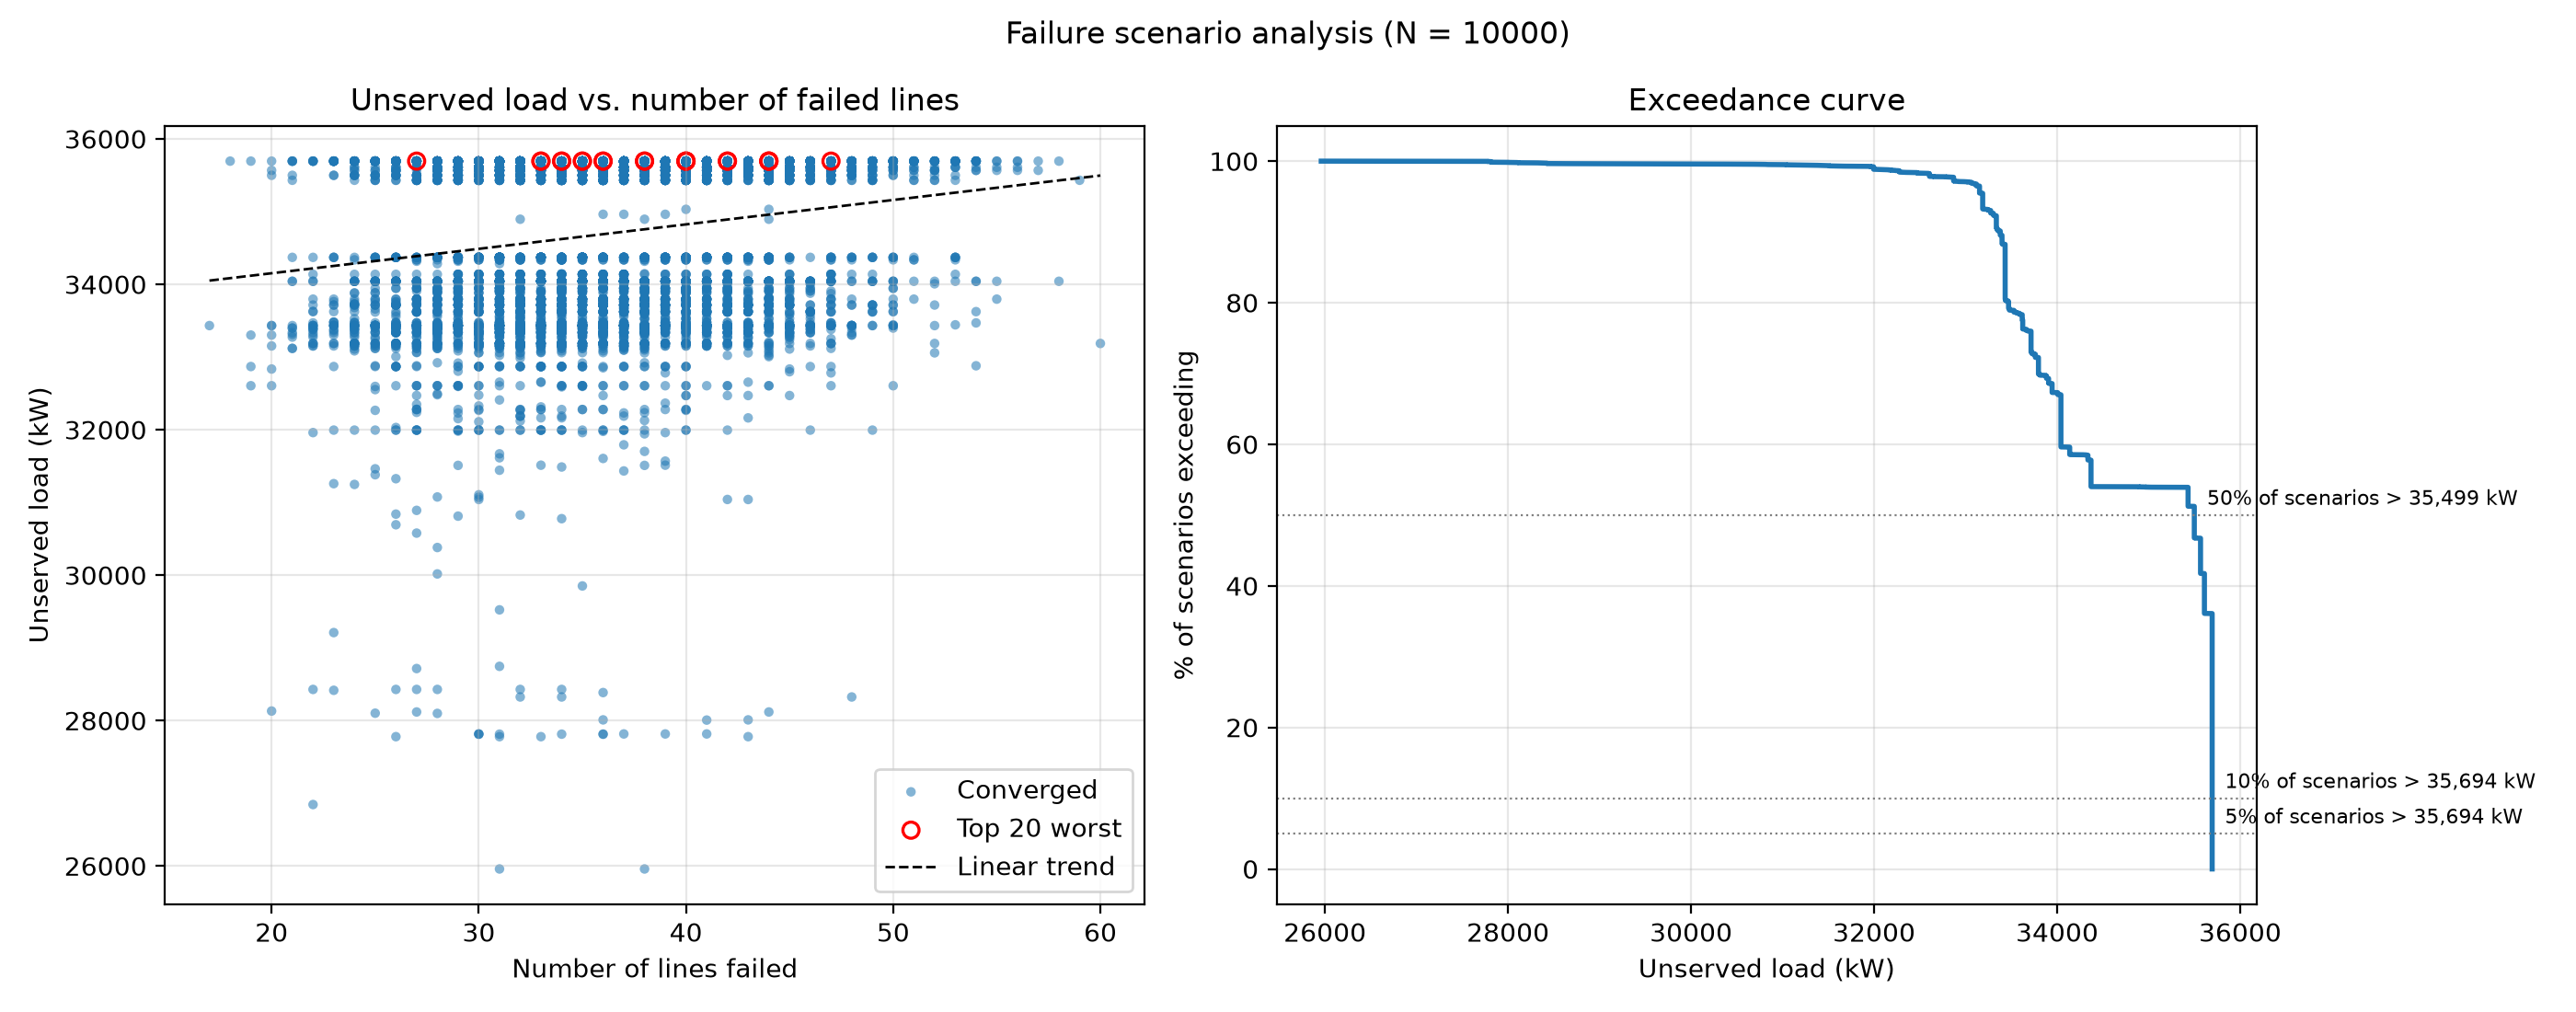 Failure scenario analysis (N = 10000)
Unserved load vs. number of failed lines
36000
34000
32000
30000
28000
26000
Unserved load (kW)
20
30
40
50
60
Number of lines failed
Converged
Top 20 worst
Linear trend
Exceedance curve
100
80
60
40
20
0
% of scenarios exceeding
50% of scenarios > 35,499 kW
10% of scenarios > 35,694 kW
5% of scenarios > 35,694 kW
26000
28000
30000
32000
34000
36000
Unserved load (kW)